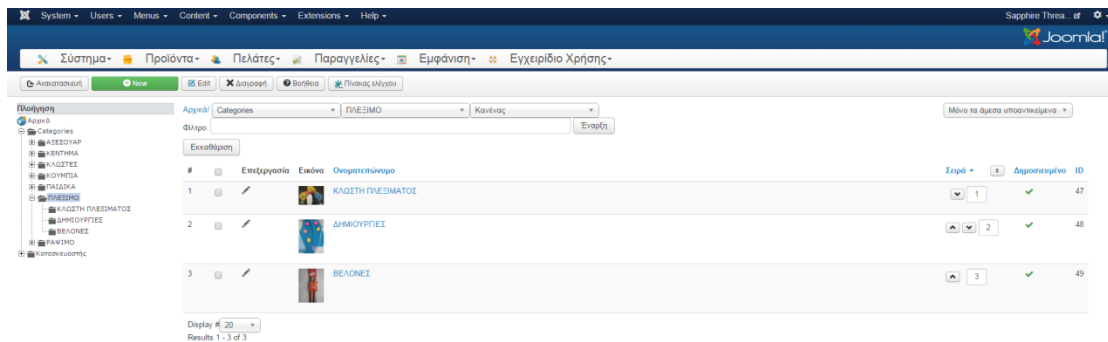 System Users Menus Content Components Extensions Help Sapphire Threa...
Joomla!
Σύστημα Προϊόντα Πελάτες Παραγγελίες Εμφάνιση Εγχειρίδιο Χρήσης
Ανακατασκευή New Edit Διαγραφή Βοήθεια Πίνακας ελέγχου
Πλοήγηση
Αρχικά
Categories
ΑΞΕΣΟΥΑΡ
ΚΕΝΤΗΜΑ
ΚΛΩΣΤΕΣ
ΚΟΥΜΠΙΑ
ΠΑΙΔΙΚΑ
ΠΛΕΞΙΜΟ
ΚΛΩΣΤΗ ΠΛΕΞΙΜΑΤΟΣ
ΔΗΜΙΟΥΡΓΙΕΣ
ΒΕΛΟΝΕΣ
ΡΑΨΙΜΟ
Κατασκευαστής
Αρχικά/ Categories ΠΛΕΞΙΜΟ Κανένας Μόνο τα άμεσα υποαντικείμενα
Φίλτρο: Έναρξη
Εκκαθάριση
# Επεξεργασία Εικόνα Ονοματεπώνυμο Σειρά Δημοσιευμένο ID
1 ΚΛΩΣΤΗ ΠΛΕΞΙΜΑΤΟΣ 1 47
2 ΔΗΜΙΟΥΡΓΙΕΣ 2 48
3 ΒΕΛΟΝΕΣ 3 49
Display # 20
Results 1 - 3 of 3